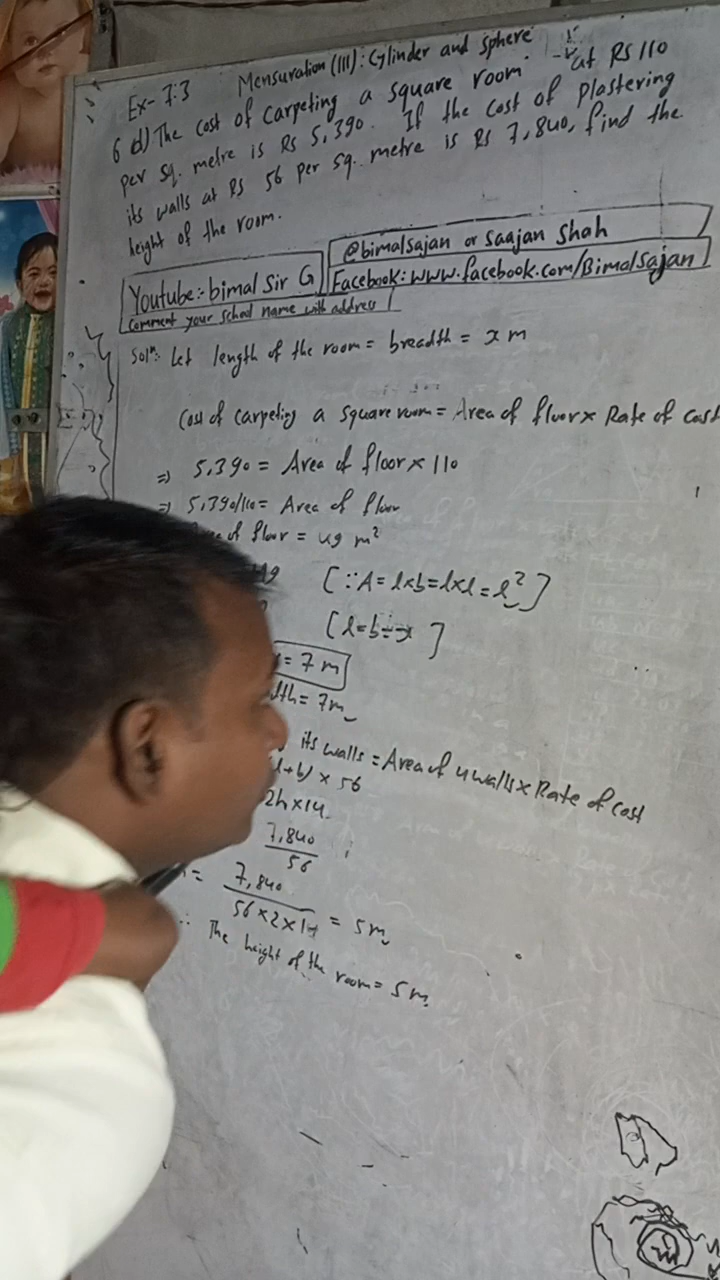 Ex- 7.3 Mensuration (III): Cylinder and sphere
6 d) The cost of carpeting a square room at RS 110
per sq. metre is Rs 5,390. If the cost of plastering
its walls at RS 56 per sq. metre is Rs 7,840, find the
height of the room.
@bimalsajan or Saajan Shah
Youtube:- bimal Sir G
Facebook: www.facebook.com/BimalSajan
Comment your school name with address
Solⁿ: Let length of the room = breadth = x m
Cost of carpeting a square room = Area of floor x Rate of cost
=> 5,390 = Area of floor x 110
=> 5,390/110 = Area of floor
of floor = 49 m²
[∵ A = l×b = l×l = l²]
[l=b=x]
= 7 m
= 7m
its walls = Area of 4 walls x Rate of cost
(l+b) × 56
2h × 14
7,840
56
= 7,840
56 × 2 × 14 = 5m
∴ The height of the room = 5m